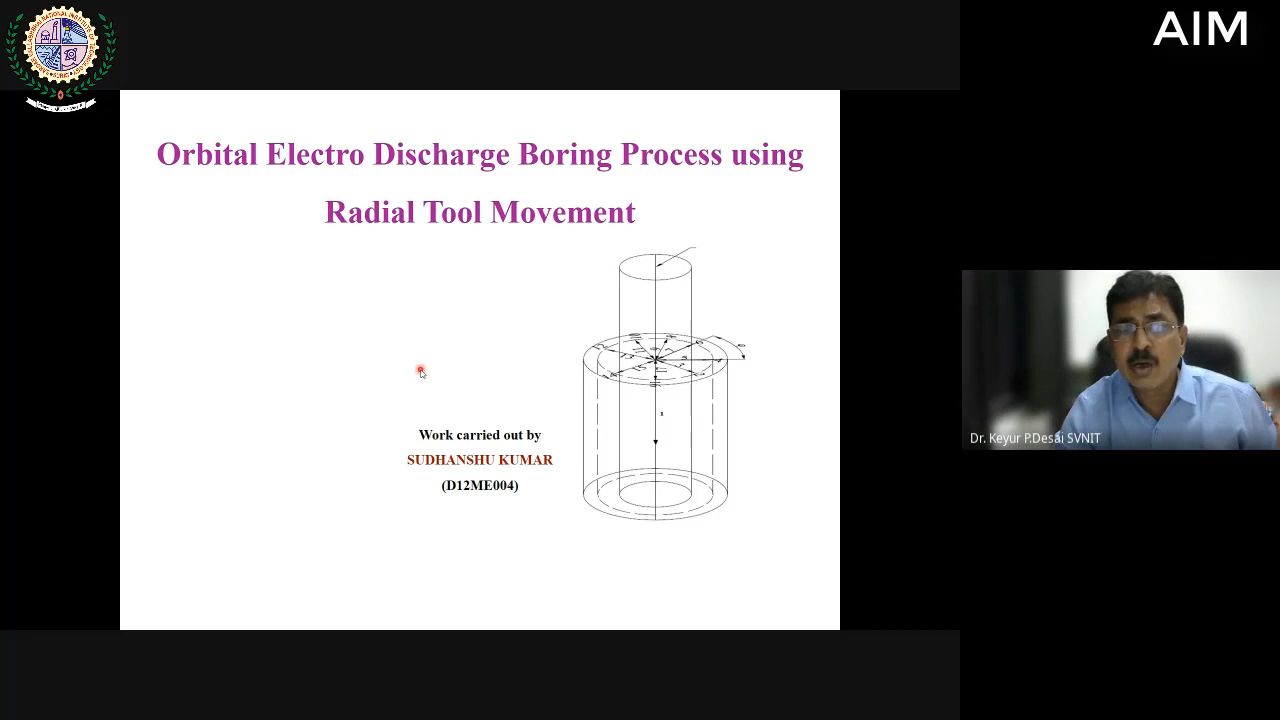 AIM
Orbital Electro Discharge Boring Process using
Radial Tool Movement
Work carried out by
SUDHANSHU KUMAR
(D12ME004)
Dr. Keyur P.Desai SVNIT